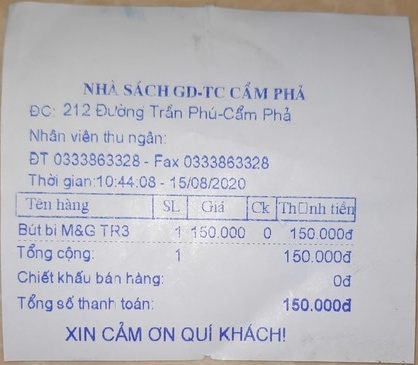 NHÀ SÁCH GD-TC CẨM PHẢ
ĐC: 212 Đường Trần Phú-Cẩm Phả
Nhân viên thu ngân:
ĐT 0333863328 - Fax 0333863328
Thời gian:10:44:08 - 15/08/2020
Tên hàng SL Giá Ck Th□nh tiền
Bút bi M&G TR3 1 150.000 0 150.000đ
Tổng cộng: 1 150.000đ
Chiết khấu bán hàng: 0đ
Tổng số thanh toán: 150.000đ
XIN CẢM ƠN QUÍ KHÁCH!